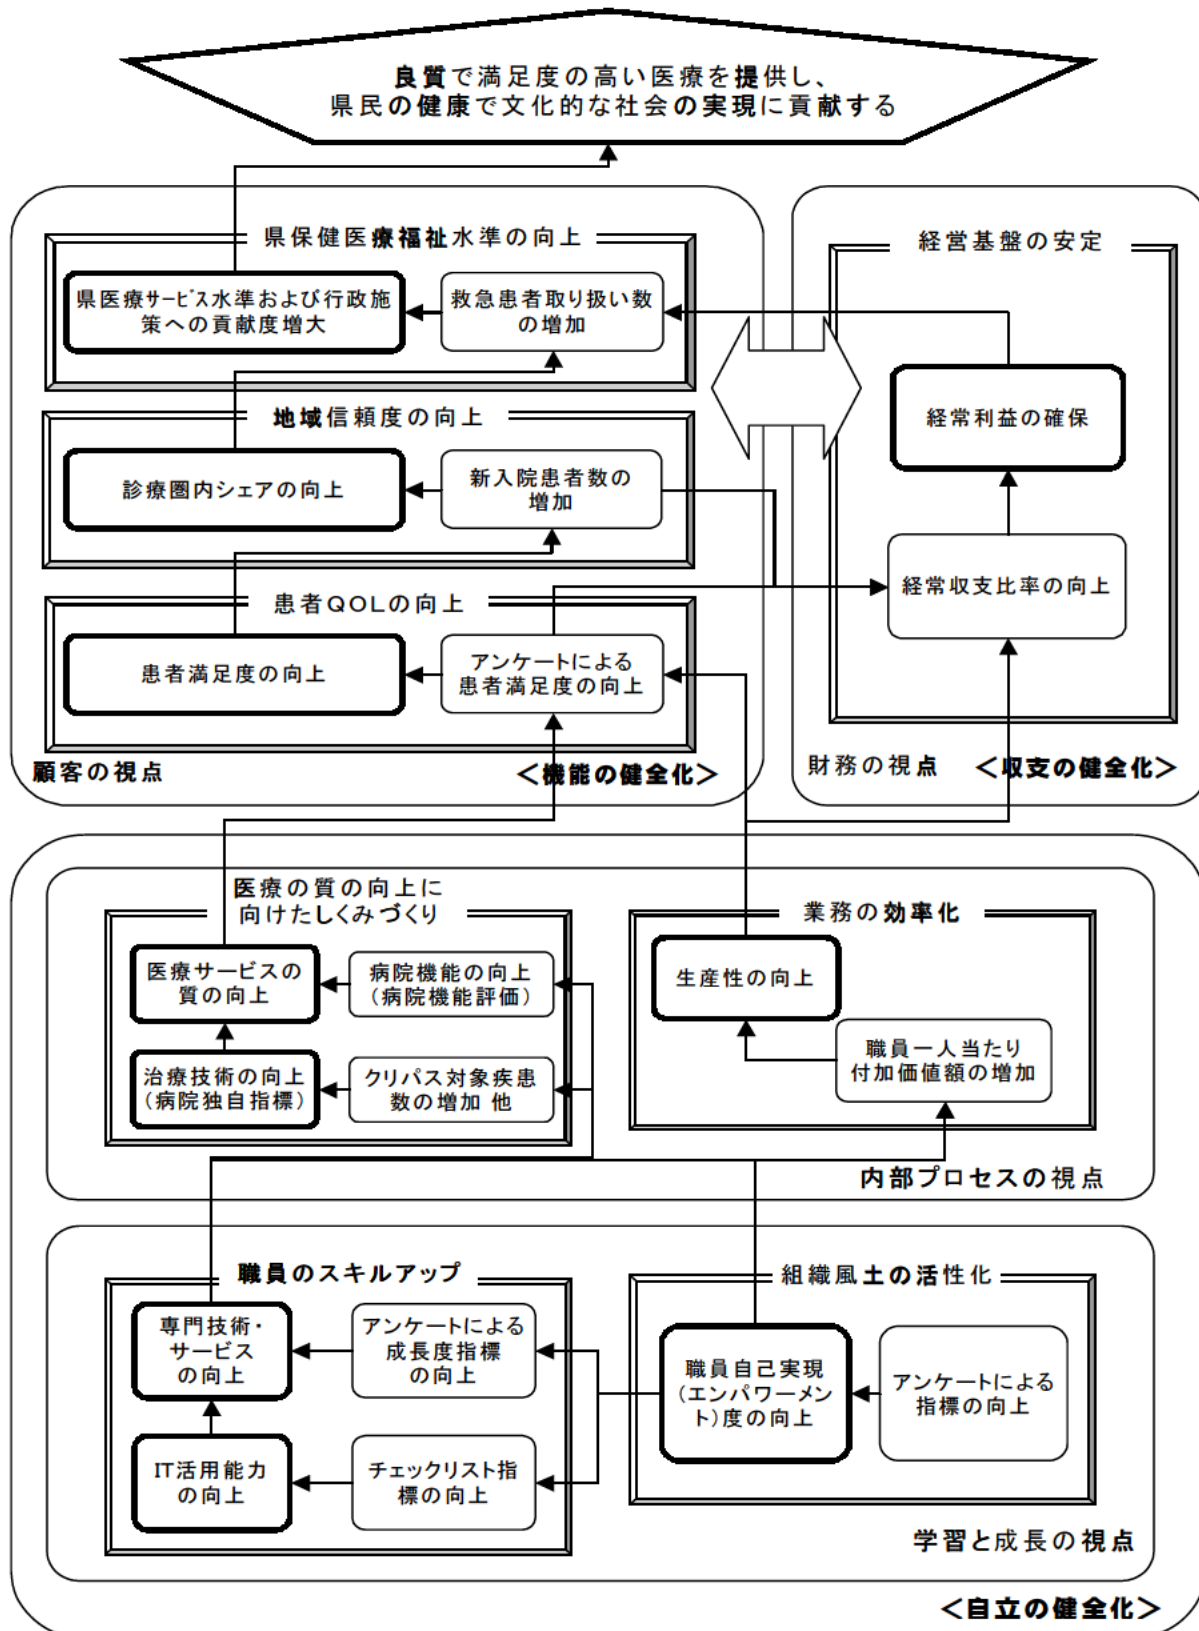 良質で満足度の高い医療を提供し、
県民の健康で文化的な社会の実現に貢献する
県保健医療福祉水準の向上
県医療サービス水準および行政施
策への貢献度増大
救急患者取り扱い数
の増加
地域信頼度の向上
診療圏内シェアの向上
新入院患者数の
増加
患者QOLの向上
患者満足度の向上
アンケートによる
患者満足度の向上
顧客の視点
<機能の健全化>
経営基盤の安定
経常利益の確保
経常収支比率の向上
財務の視点
<収支の健全化>
医療の質の向上に
向けたしくみづくり
医療サービスの
質の向上
病院機能の向上
(病院機能評価)
治療技術の向上
(病院独自指標)
クリパス対象疾患
数の増加 他
業務の効率化
生産性の向上
職員一人当たり
付加価値額の増加
内部プロセスの視点
職員のスキルアップ
専門技術・
サービス
の向上
アンケートによる
成長度指標
の向上
IT活用能力
の向上
チェックリスト指
標の向上
組織風土の活性化
職員自己実現
(エンパワーメン
ト)度の向上
アンケートによる
指標の向上
学習と成長の視点
<自立の健全化>